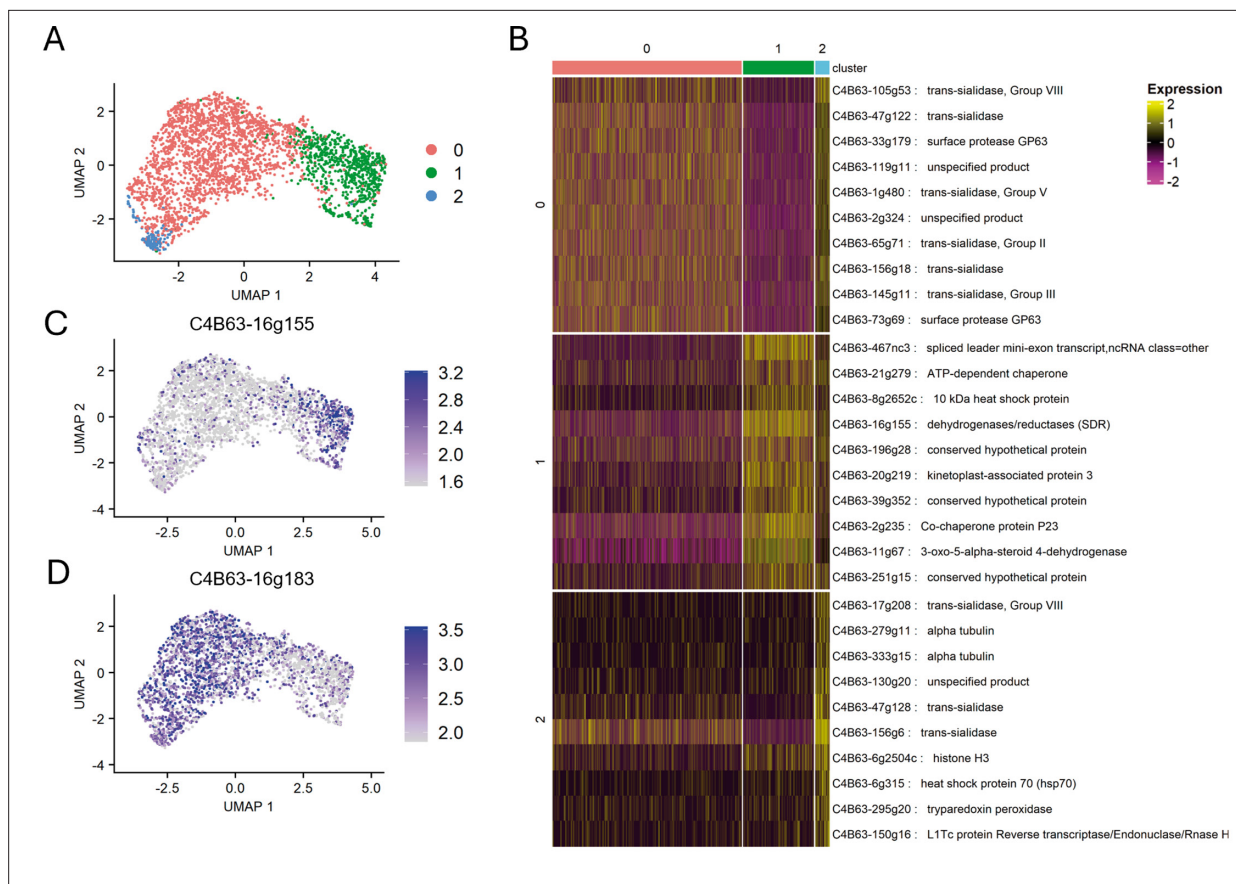 A
2
0
-2
UMAP 2
-2
0
2
4
UMAP 1
0
1
2
B
0
1
2
cluster
0
1
2
C4B63-105g53 : trans-sialidase, Group VIII
C4B63-47g122 : trans-sialidase
C4B63-33g179 : surface protease GP63
C4B63-119g11 : unspecified product
C4B63-1g480 : trans-sialidase, Group V
C4B63-2g324 : unspecified product
C4B63-65g71 : trans-sialidase, Group II
C4B63-156g18 : trans-sialidase
C4B63-145g11 : trans-sialidase, Group III
C4B63-73g69 : surface protease GP63
C4B63-467nc3 : spliced leader mini-exon transcript,ncRNA class=other
C4B63-21g279 : ATP-dependent chaperone
C4B63-8g2652c : 10 kDa heat shock protein
C4B63-16g155 : dehydrogenases/reductases (SDR)
C4B63-196g28 : conserved hypothetical protein
C4B63-20g219 : kinetoplast-associated protein 3
C4B63-39g352 : conserved hypothetical protein
C4B63-2g235 : Co-chaperone protein P23
C4B63-11g67 : 3-oxo-5-alpha-steroid 4-dehydrogenase
C4B63-251g15 : conserved hypothetical protein
C4B63-17g208 : trans-sialidase, Group VIII
C4B63-279g11 : alpha tubulin
C4B63-333g15 : alpha tubulin
C4B63-130g20 : unspecified product
C4B63-47g128 : trans-sialidase
C4B63-156g6 : trans-sialidase
C4B63-6g2504c : histone H3
C4B63-6g315 : heat shock protein 70 (hsp70)
C4B63-295g20 : tryparedoxin peroxidase
C4B63-150g16 : L1Tc protein Reverse transcriptase/Endonuclease/Rnase H
Expression
2
1
0
-1
-2
C
C4B63-16g155
2
0
-2
-4
UMAP 2
-2.5
0.0
2.5
5.0
UMAP 1
3.2
2.8
2.4
2.0
1.6
D
C4B63-16g183
2
0
-2
-4
UMAP 2
-2.5
0.0
2.5
5.0
UMAP 1
3.5
3.0
2.5
2.0